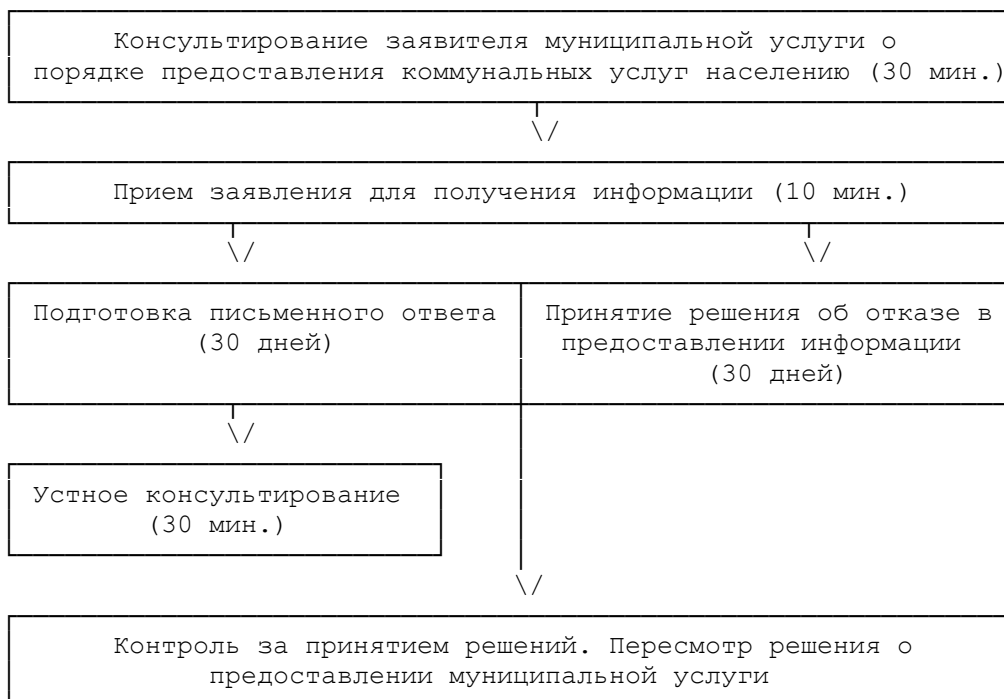 Консультирование заявителя муниципальной услуги о
порядке предоставления коммунальных услуг населению (30 мин.)
Прием заявления для получения информации (10 мин.)
Подготовка письменного ответа
(30 дней)
Принятие решения об отказе в
предоставлении информации
(30 дней)
Устное консультирование
(30 мин.)
Контроль за принятием решений. Пересмотр решения о
предоставлении муниципальной услуги